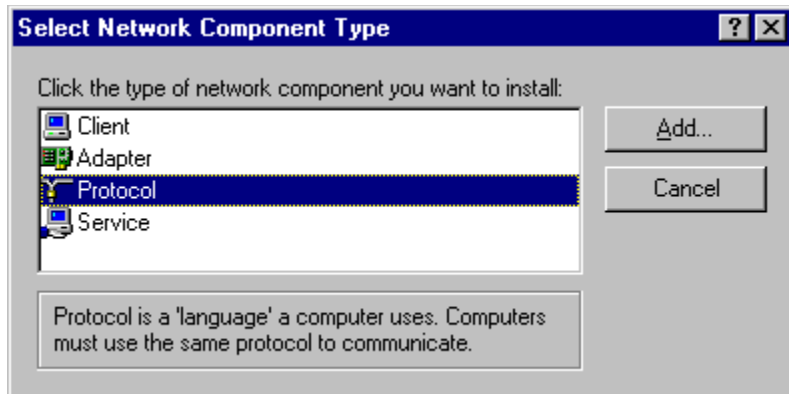 Select Network Component Type
Click the type of network component you want to install:
Client
Adapter
Protocol
Service
Add...
Cancel
Protocol is a 'language' a computer uses. Computers
must use the same protocol to communicate.